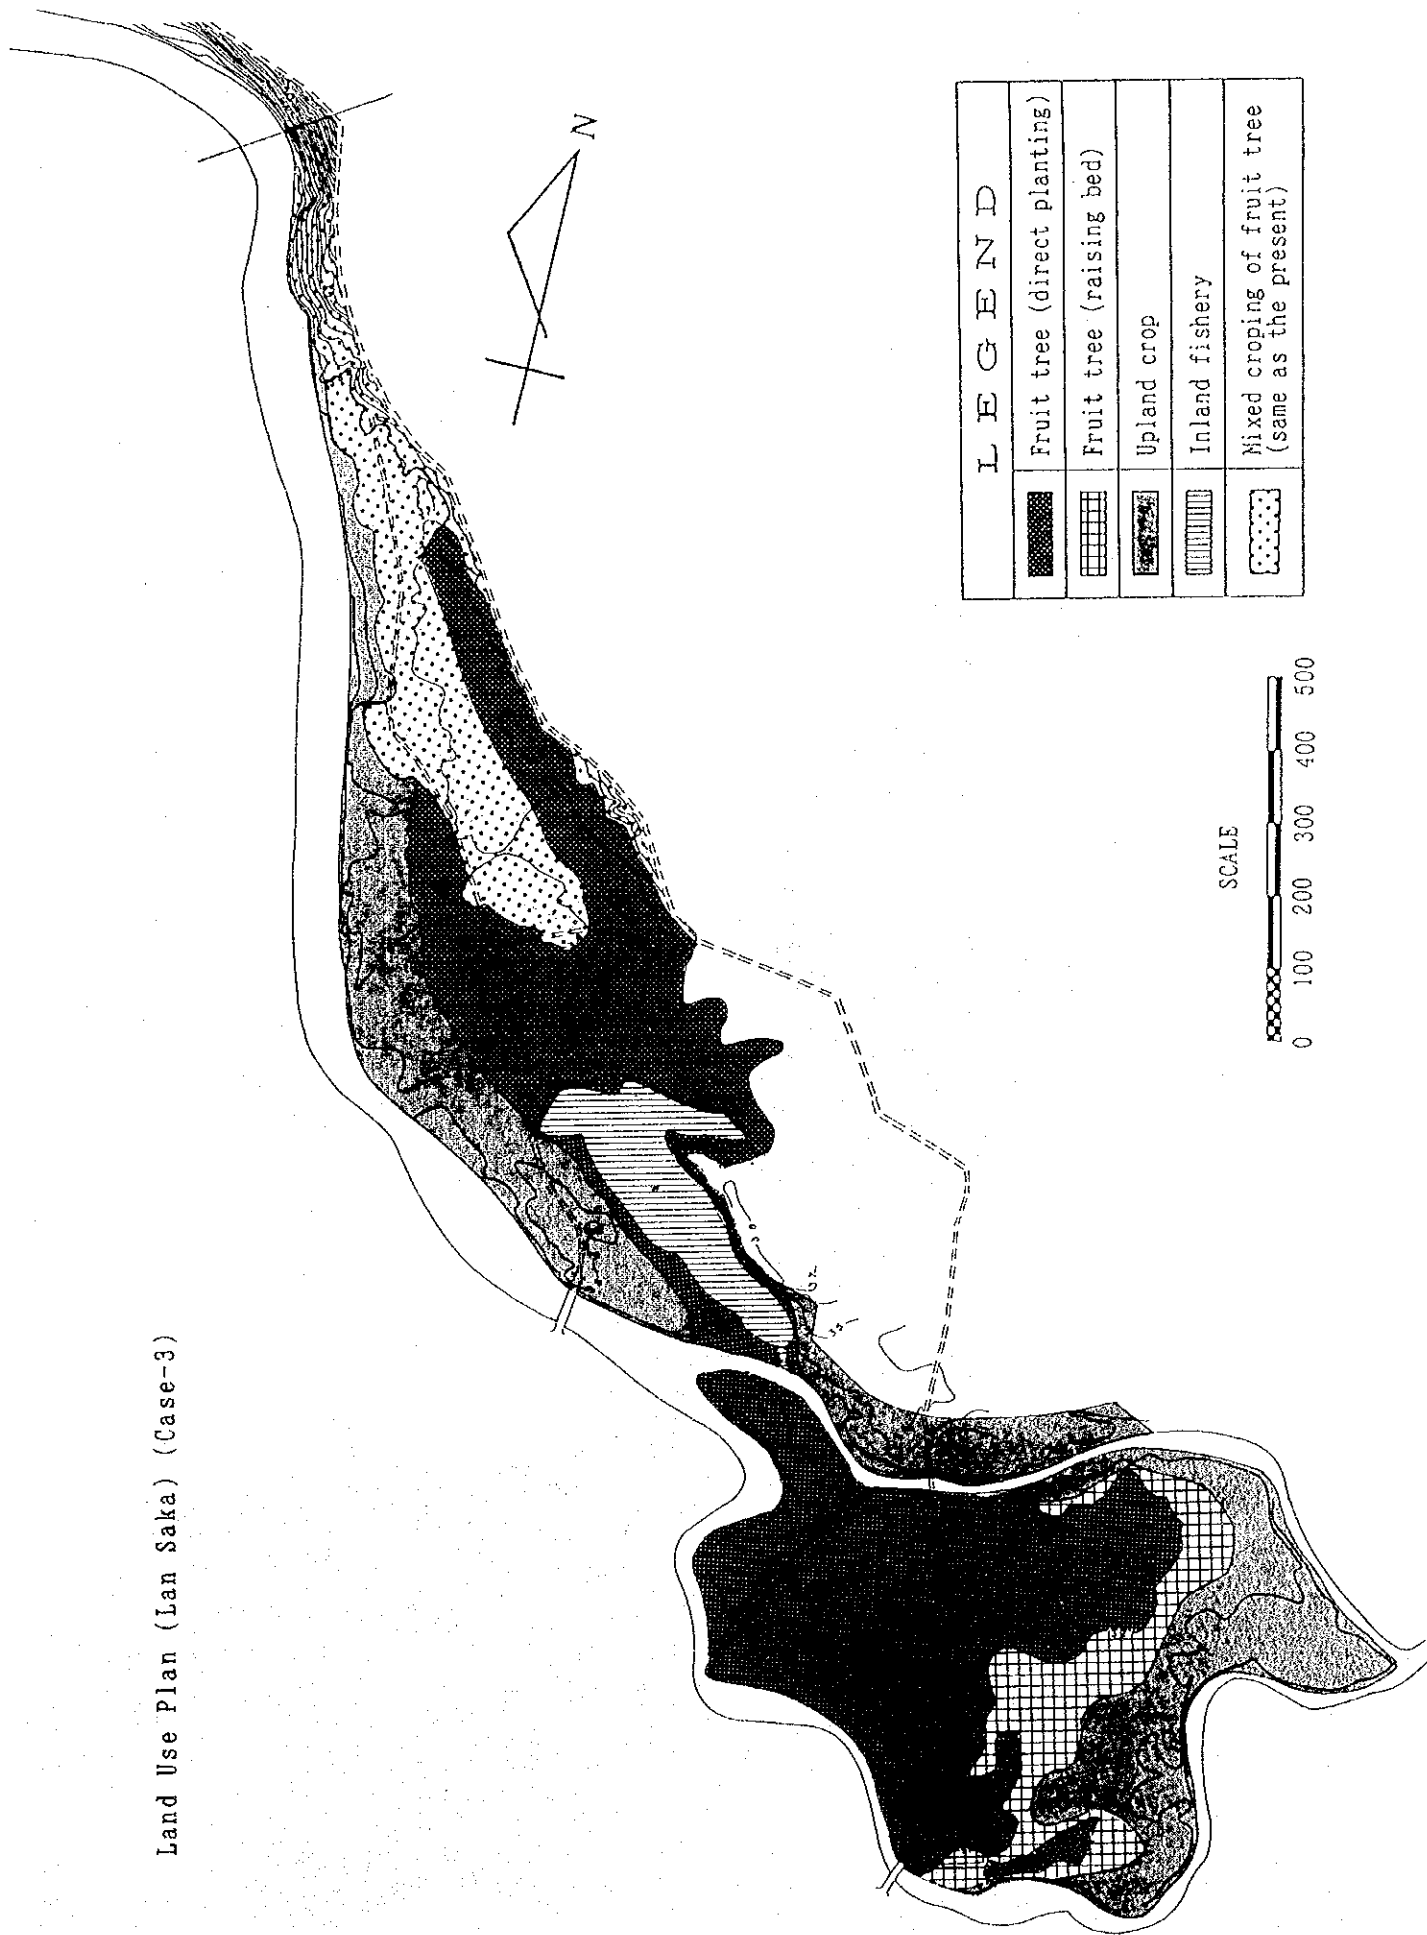 Land Use Plan (Lan Saka) (Case-3)
N
LEGEND
Fruit tree (direct planting)
Fruit tree (raising bed)
Upland crop
Inland fishery
Mixed croping of fruit tree
(same as the present)
SCALE
0 100 200 300 400 500